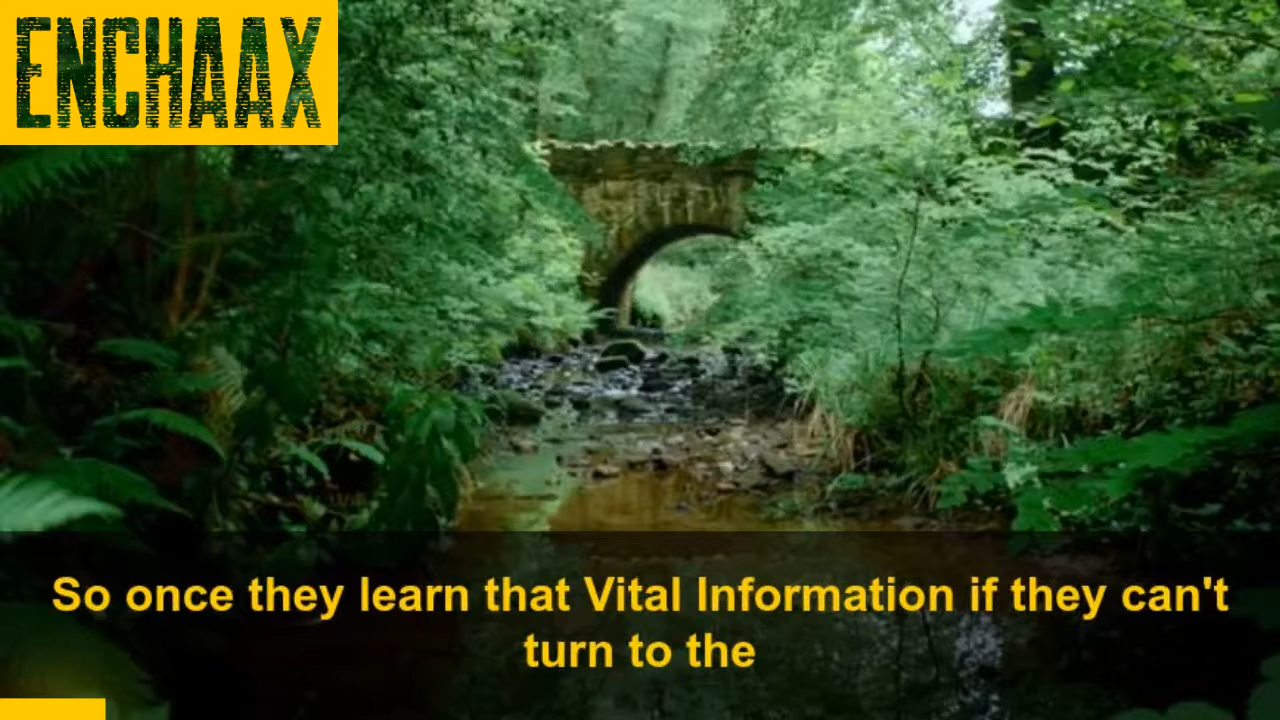 ENCHAAX
So once they learn that Vital Information if they can't
turn to the